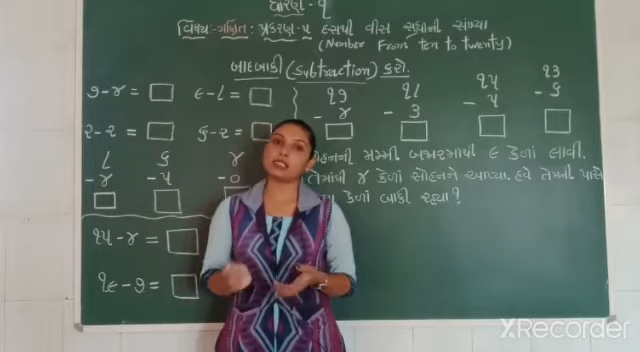 ધોરણ - ૧
વિષય :- ગણિત : પ્રકરણ - ૫ દસથી વીસ સુધીની સંખ્યા
(Number From ten to twenty)
બાદબાકી (Subtraction) કરો.
૭ - ૪ = ૯ - ૮ =
૨ - ૨ = ૬ - ૨ =
૮ - ૪
૬ - ૫
૪ - ૦
૧૫ - ૪ =
૧૯ - ૭ =
૧૭ - ૪
૧૮ - ૩
૧૫ - ૫
૧૩ - ૬
મમ્મી બજારમાંથી ૯ કેળાં લાવી.
તેમાંથી ૪ કેળાં સોહનને આપ્યા. હવે તેમની પાસે
કેળાં બાકી રહ્યા?
XRecorder